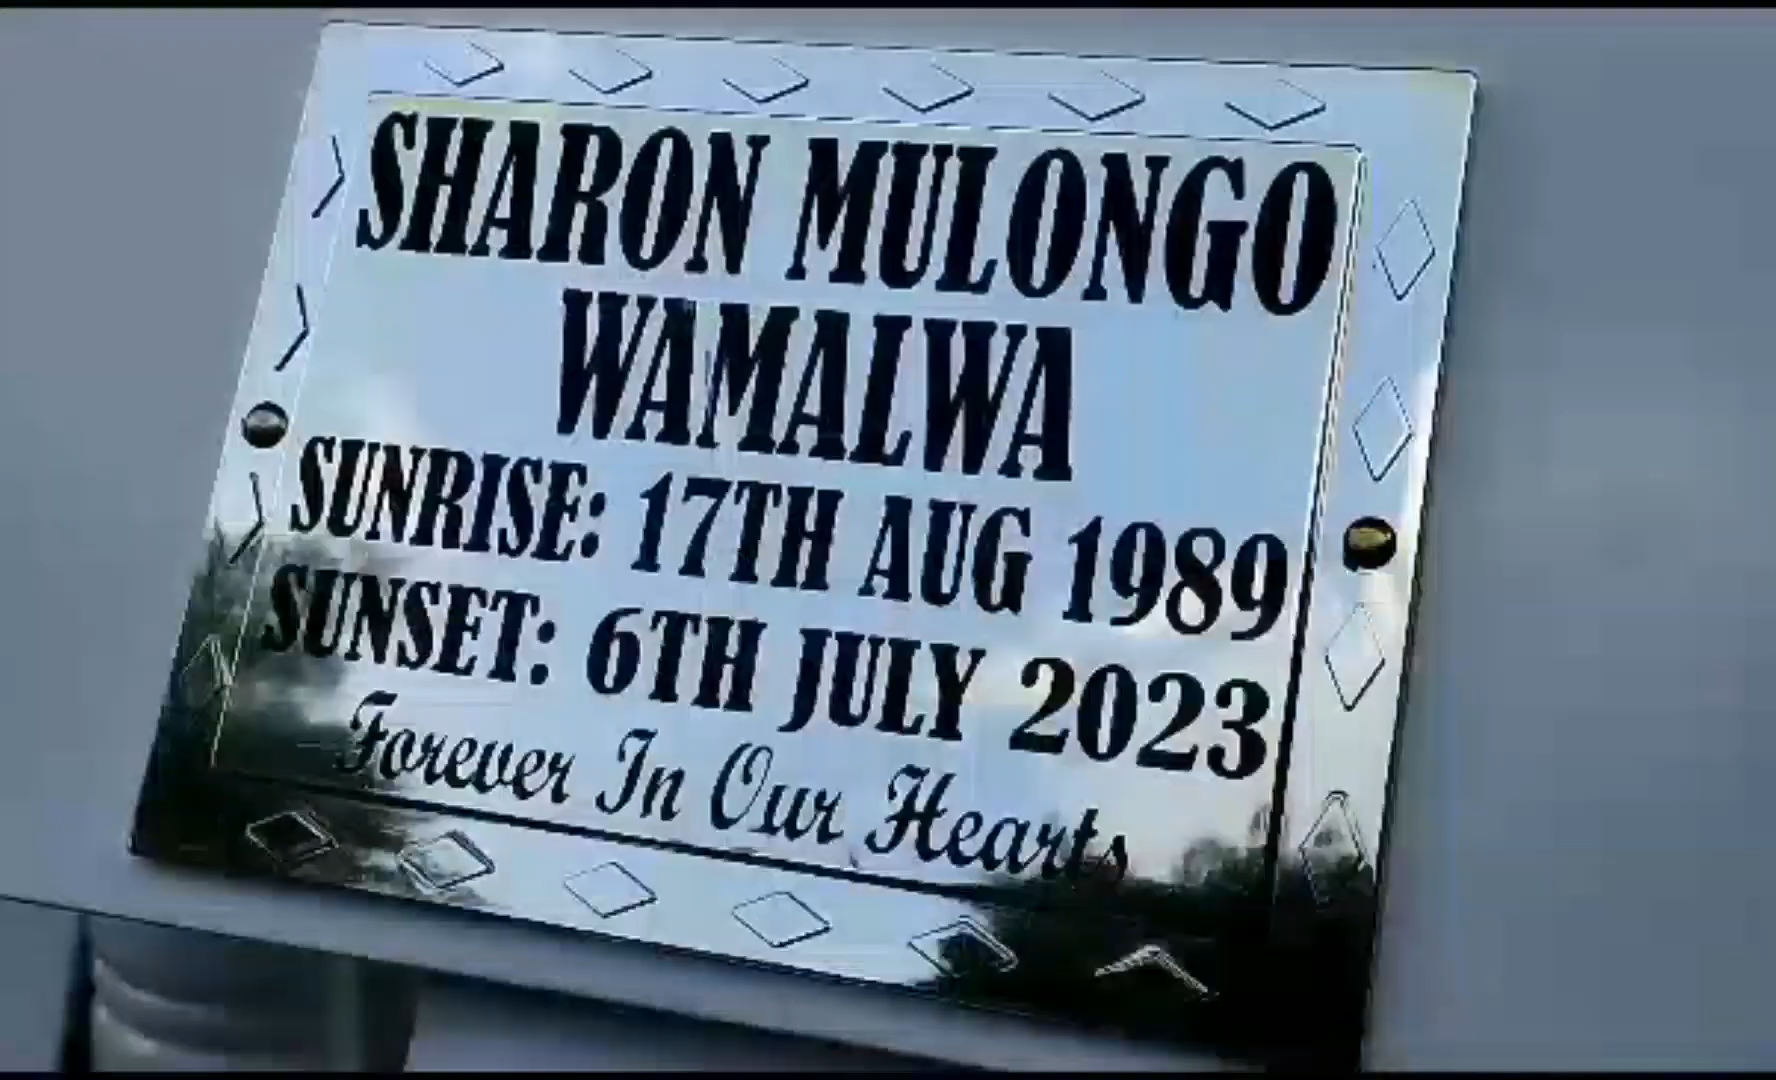 SHARON MULONGO
WAMALWA
SUNRISE: 17TH AUG 1989
SUNSET: 6TH JULY 2023
Forever In Our Hearts